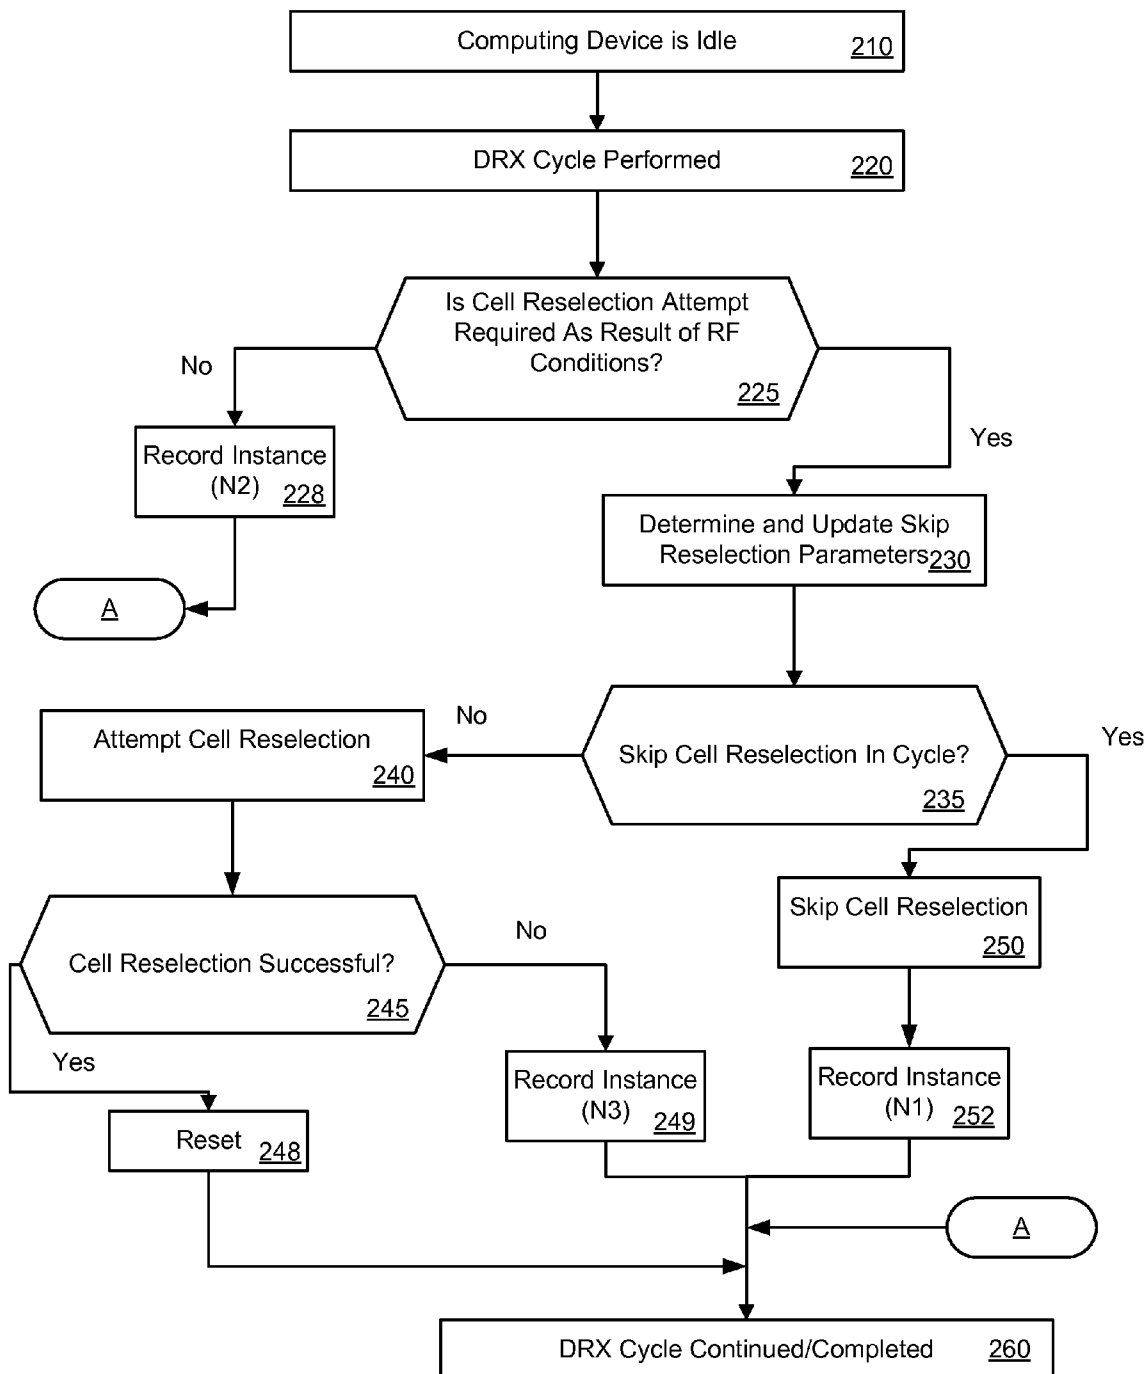 Computing Device is Idle 210
DRX Cycle Performed 220
Is Cell Reselection Attempt
Required As Result of RF
Conditions?
225
No
Yes
Record Instance
(N2) 228
Determine and Update Skip
Reselection Parameters 230
A
No
Yes
Attempt Cell Reselection
240
Skip Cell Reselection In Cycle?
235
Skip Cell Reselection
250
No
Cell Reselection Successful?
245
Yes
Record Instance
(N3) 249
Record Instance
(N1) 252
Reset 248
A
DRX Cycle Continued/Completed 260